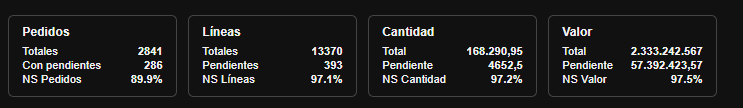 Pedidos
Totales 2841
Con pendientes 286
NS Pedidos 89.9%
Líneas
Totales 13370
Pendientes 393
NS Líneas 97.1%
Cantidad
Total 168.290,95
Pendiente 4652,5
NS Cantidad 97.2%
Valor
Total 2.333.242.567
Pendiente 57.392.423,57
NS Valor 97.5%